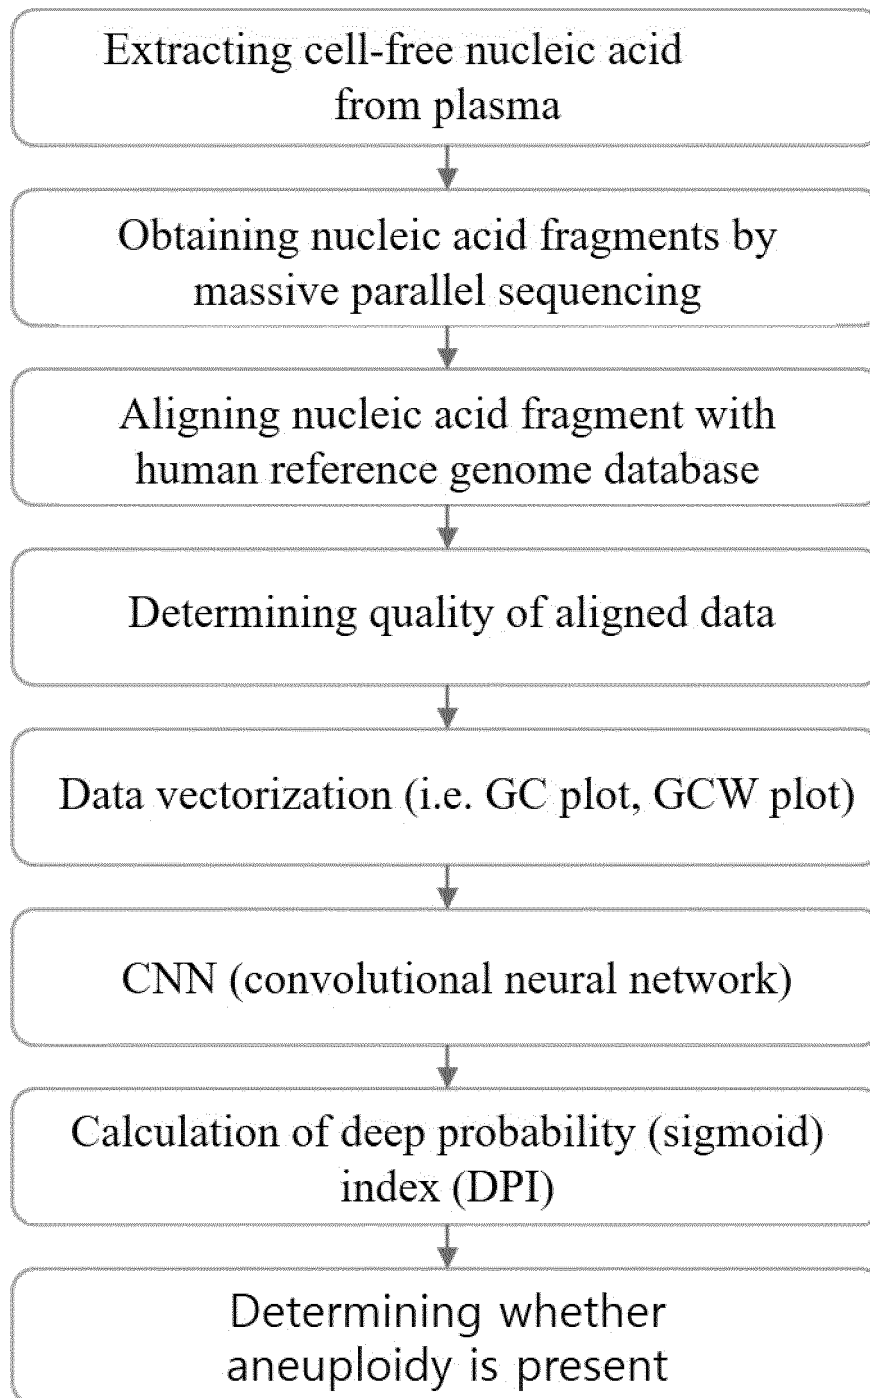 Extracting cell-free nucleic acid
from plasma
Obtaining nucleic acid fragments by
massive parallel sequencing
Aligning nucleic acid fragment with
human reference genome database
Determining quality of aligned data
Data vectorization (i.e. GC plot, GCW plot)
CNN (convolutional neural network)
Calculation of deep probability (sigmoid)
index (DPI)
Determining whether
aneuploidy is present